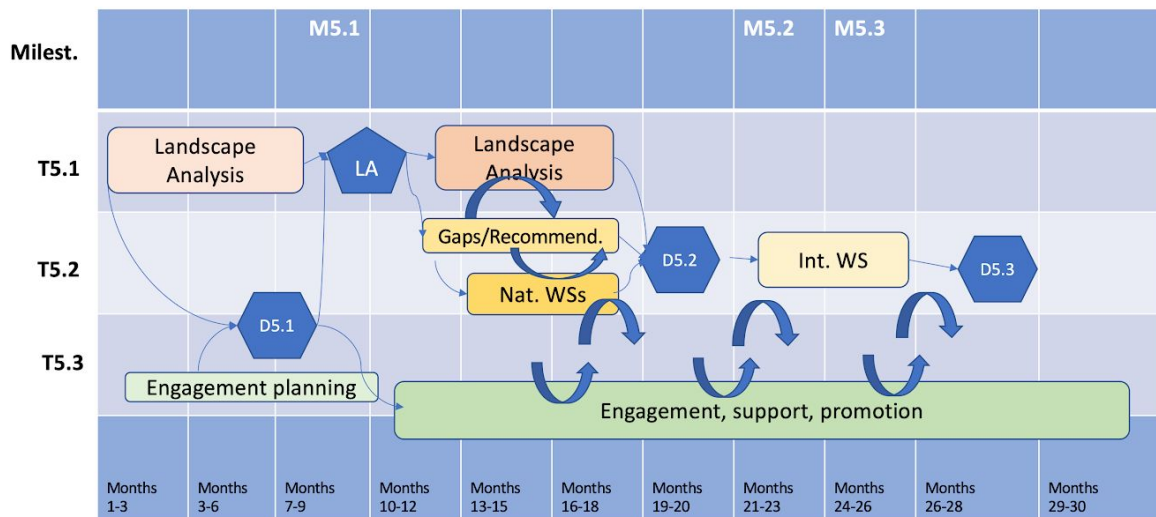 Milest.
M5.1
M5.2
M5.3
T5.1
Landscape
Analysis
LA
Landscape
Analysis
T5.2
Gaps/Recommend.
Nat. WSs
D5.2
Int. WS
D5.3
T5.3
D5.1
Engagement planning
Engagement, support, promotion
Months
1-3
Months
3-6
Months
7-9
Months
10-12
Months
13-15
Months
16-18
Months
19-20
Months
21-23
Months
24-26
Months
26-28
Months
29-30